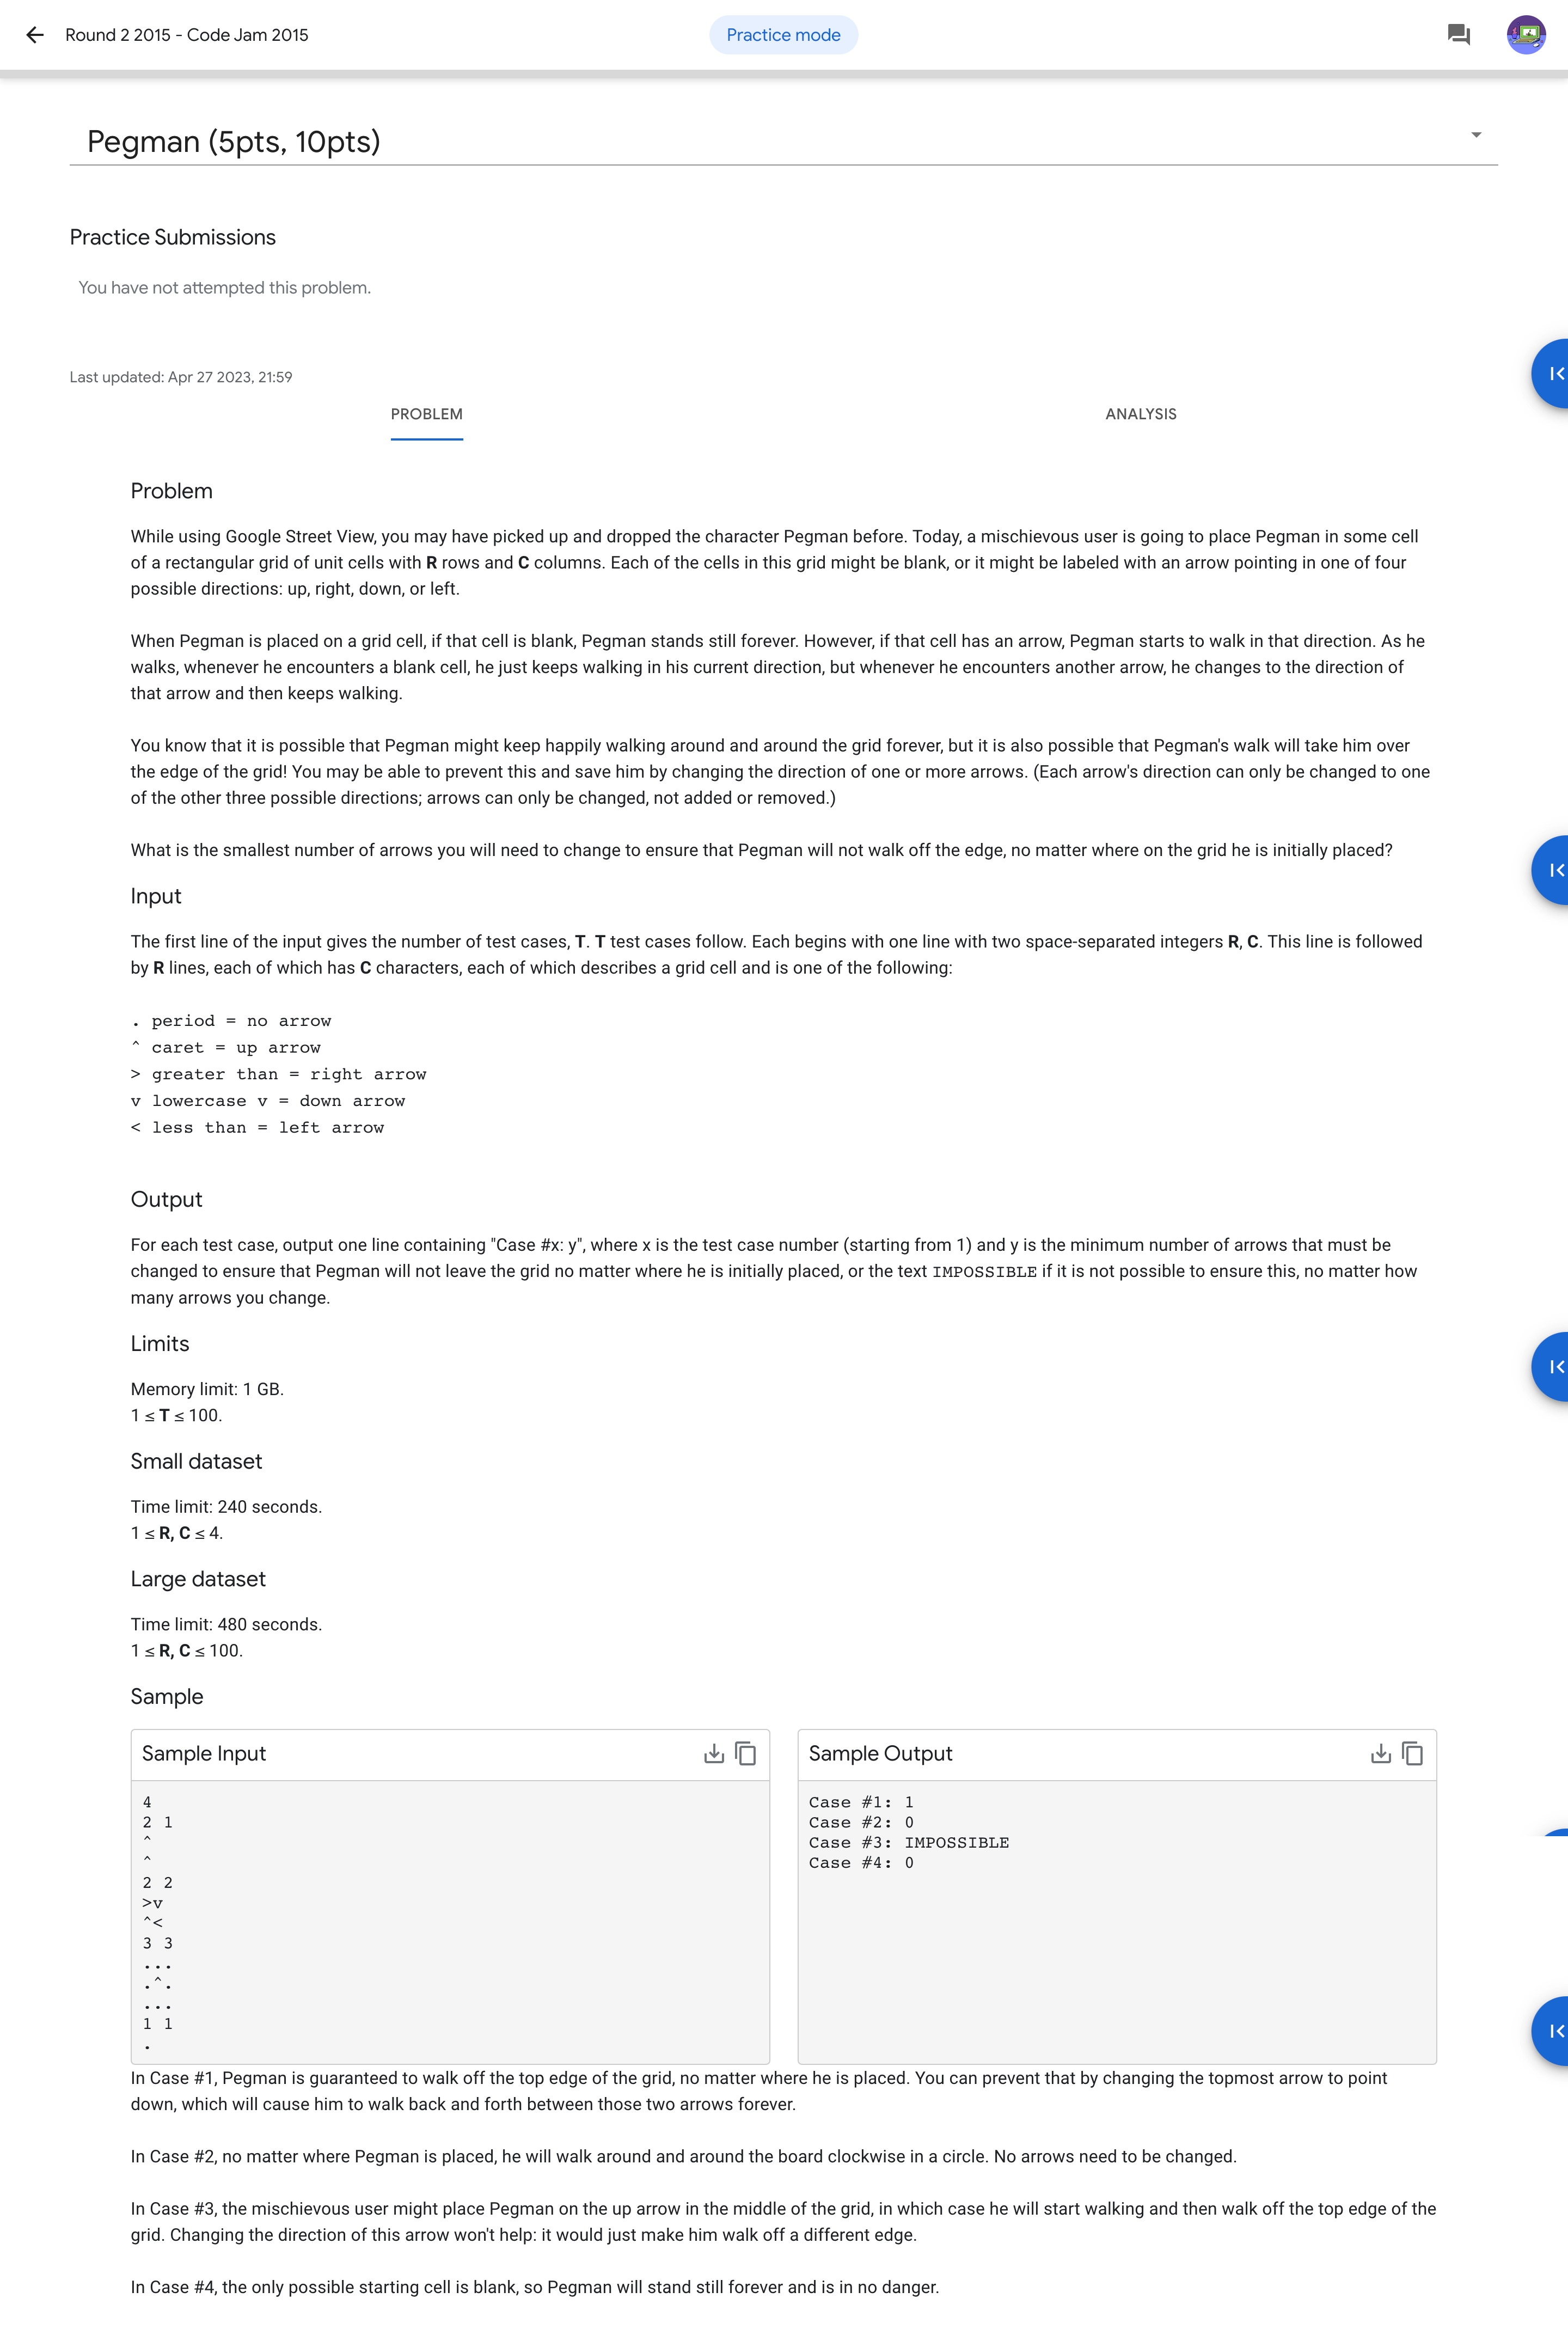 Round 2 2015 - Code Jam 2015
Practice mode
Pegman (5pts, 10pts)
Practice Submissions
You have not attempted this problem.
Last updated: Apr 27 2023, 21:59
PROBLEM
ANALYSIS
Problem
While using Google Street View, you may have picked up and dropped the character Pegman before. Today, a mischievous user is going to place Pegman in some cell
of a rectangular grid of unit cells with R rows and C columns. Each of the cells in this grid might be blank, or it might be labeled with an arrow pointing in one of four
possible directions: up, right, down, or left.
When Pegman is placed on a grid cell, if that cell is blank, Pegman stands still forever. However, if that cell has an arrow, Pegman starts to walk in that direction. As he
walks, whenever he encounters a blank cell, he just keeps walking in his current direction, but whenever he encounters another arrow, he changes to the direction of
that arrow and then keeps walking.
You know that it is possible that Pegman might keep happily walking around and around the grid forever, but it is also possible that Pegman's walk will take him over
the edge of the grid! You may be able to prevent this and save him by changing the direction of one or more arrows. (Each arrow's direction can only be changed to one
of the other three possible directions; arrows can only be changed, not added or removed.)
What is the smallest number of arrows you will need to change to ensure that Pegman will not walk off the edge, no matter where on the grid he is initially placed?
Input
The first line of the input gives the number of test cases, T. T test cases follow. Each begins with one line with two space-separated integers R, C. This line is followed
by R lines, each of which has C characters, each of which describes a grid cell and is one of the following:
. period = no arrow
^ caret = up arrow
> greater than = right arrow
v lowercase v = down arrow
< less than = left arrow
Output
For each test case, output one line containing "Case #x: y", where x is the test case number (starting from 1) and y is the minimum number of arrows that must be
changed to ensure that Pegman will not leave the grid no matter where he is initially placed, or the text IMPOSSIBLE if it is not possible to ensure this, no matter how
many arrows you change.
Limits
Memory limit: 1 GB.
1 ≤ T ≤ 100.
Small dataset
Time limit: 240 seconds.
1 ≤ R, C ≤ 4.
Large dataset
Time limit: 480 seconds.
1 ≤ R, C ≤ 100.
Sample
Sample Input
4
2 1
^
^
2 2
>v
^<
3 3
...
.^.
...
1 1
.
Sample Output
Case #1: 1
Case #2: 0
Case #3: IMPOSSIBLE
Case #4: 0
In Case #1, Pegman is guaranteed to walk off the top edge of the grid, no matter where he is placed. You can prevent that by changing the topmost arrow to point
down, which will cause him to walk back and forth between those two arrows forever.
In Case #2, no matter where Pegman is placed, he will walk around and around the board clockwise in a circle. No arrows need to be changed.
In Case #3, the mischievous user might place Pegman on the up arrow in the middle of the grid, in which case he will start walking and then walk off the top edge of the
grid. Changing the direction of this arrow won't help: it would just make him walk off a different edge.
In Case #4, the only possible starting cell is blank, so Pegman will stand still forever and is in no danger.